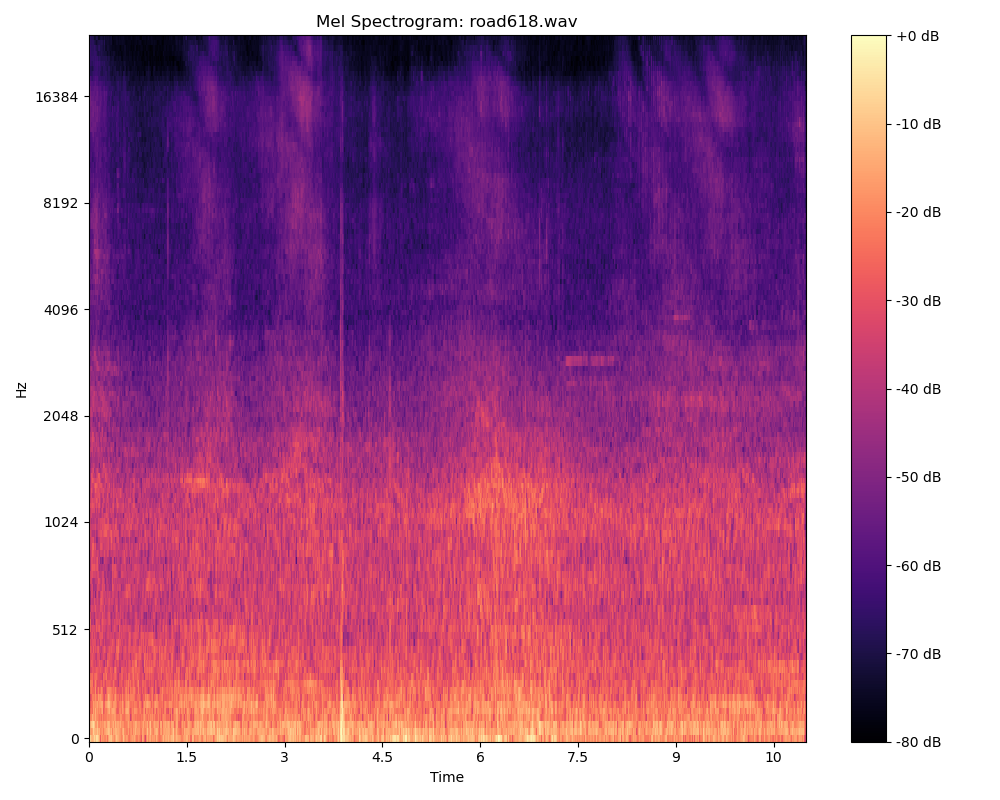 Mel Spectrogram: road618.wav
+0 dB
16384
-10 dB
8192
-20 dB
4096
-30 dB
Hz
2048
-40 dB
-50 dB
1024
-60 dB
512
-70 dB
0
-80 dB
0 1.5 3 4.5 6 7.5 9 10
Time